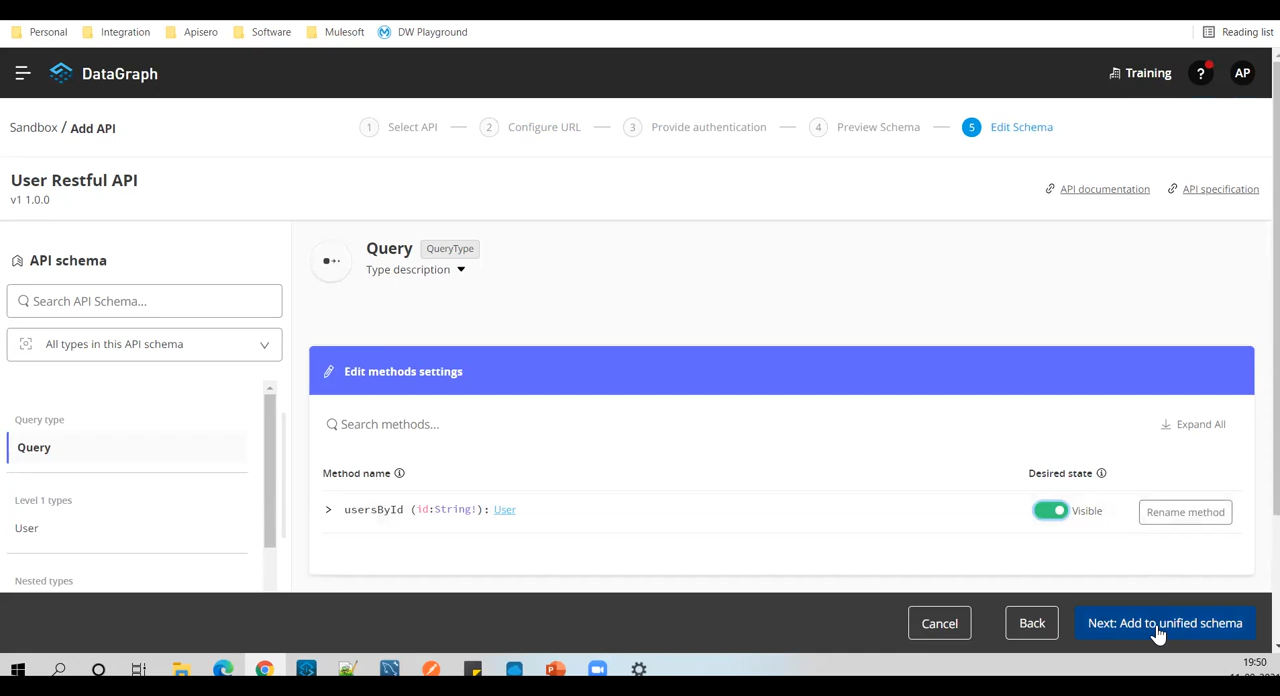 Personal Integration Apisero Software Mulesoft DW Playground Reading list
DataGraph Training ? AP
Sandbox / Add API 1 Select API 2 Configure URL 3 Provide authentication 4 Preview Schema 5 Edit Schema
User Restful API
v1 1.0.0
API documentation API specification
API schema
Search API Schema...
All types in this API schema
Query type
Query
Level 1 types
User
Nested types
Query QueryType
Type description
Edit methods settings
Search methods... Expand All
Method name Desired state
> usersById (id:String!): User Visible Rename method
Cancel Back Next: Add to unified schema
19:50